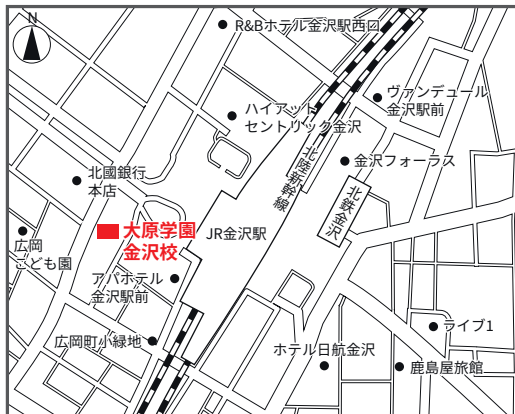 N
R&Bホテル金沢駅西口
ヴァンデュール
金沢駅前
ハイアット
セントリック金沢
北陸新幹線
金沢フォーラス
北國銀行
本店
北鉄金沢
大原学園
金沢校
JR金沢駅
広岡
こども園
アパホテル
金沢駅前
広岡町小緑地
ライブ1
ホテル日航金沢
鹿島屋旅館